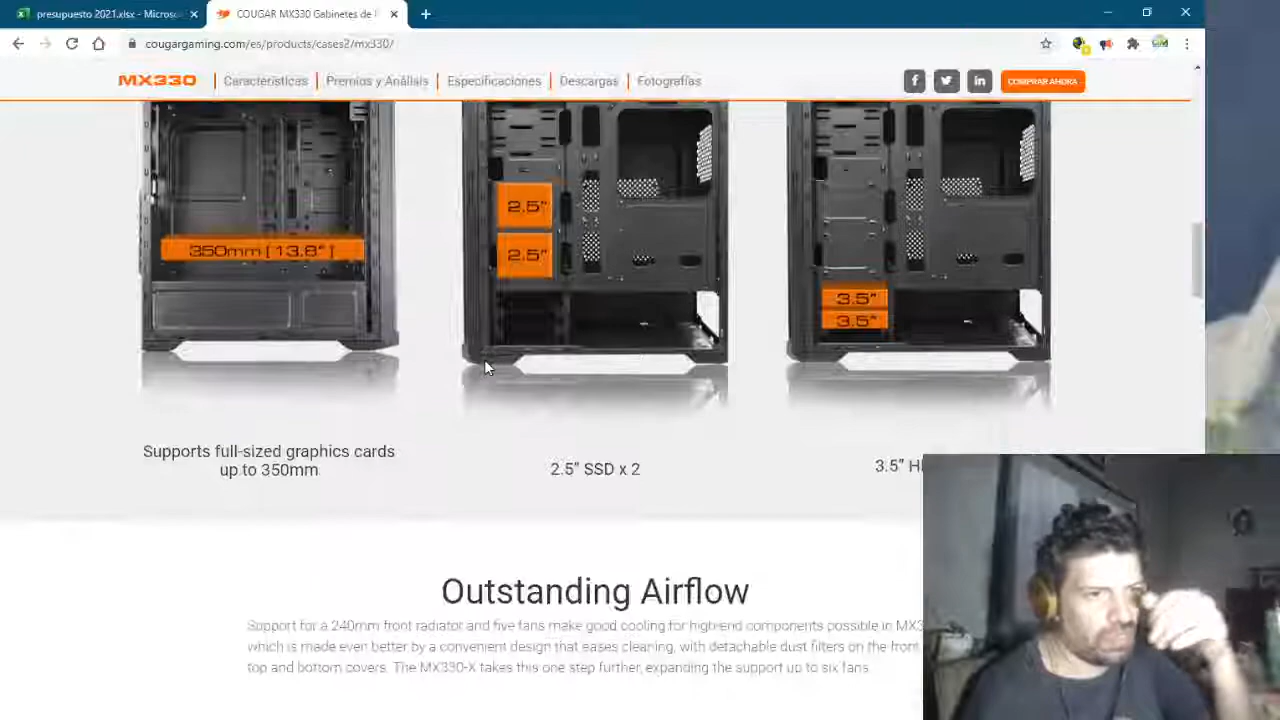 presupuesto 2021.xlsx - Micros
COUGAR MX330 Gabinetes de
cougargaming.com/es/products/cases2/mx330/
MX330
Características
Premios y Análisis
Especificaciones
Descargas
Fotografías
COMPRAR AHORA
350mm [ 13.8" ]
2.5"
2.5"
3.5"
3.5"
Supports full-sized graphics cards
up to 350mm
2.5” SSD x 2
3.5”
Outstanding Airflow
Support for a 240mm front radiator and five fans make good cooling for high-end components possible in
which is made even better by a convenient design that eases cleaning, with detachable dust filters on the front
top and bottom covers. The MX330-X takes this one step further, expanding the support up to six fans.